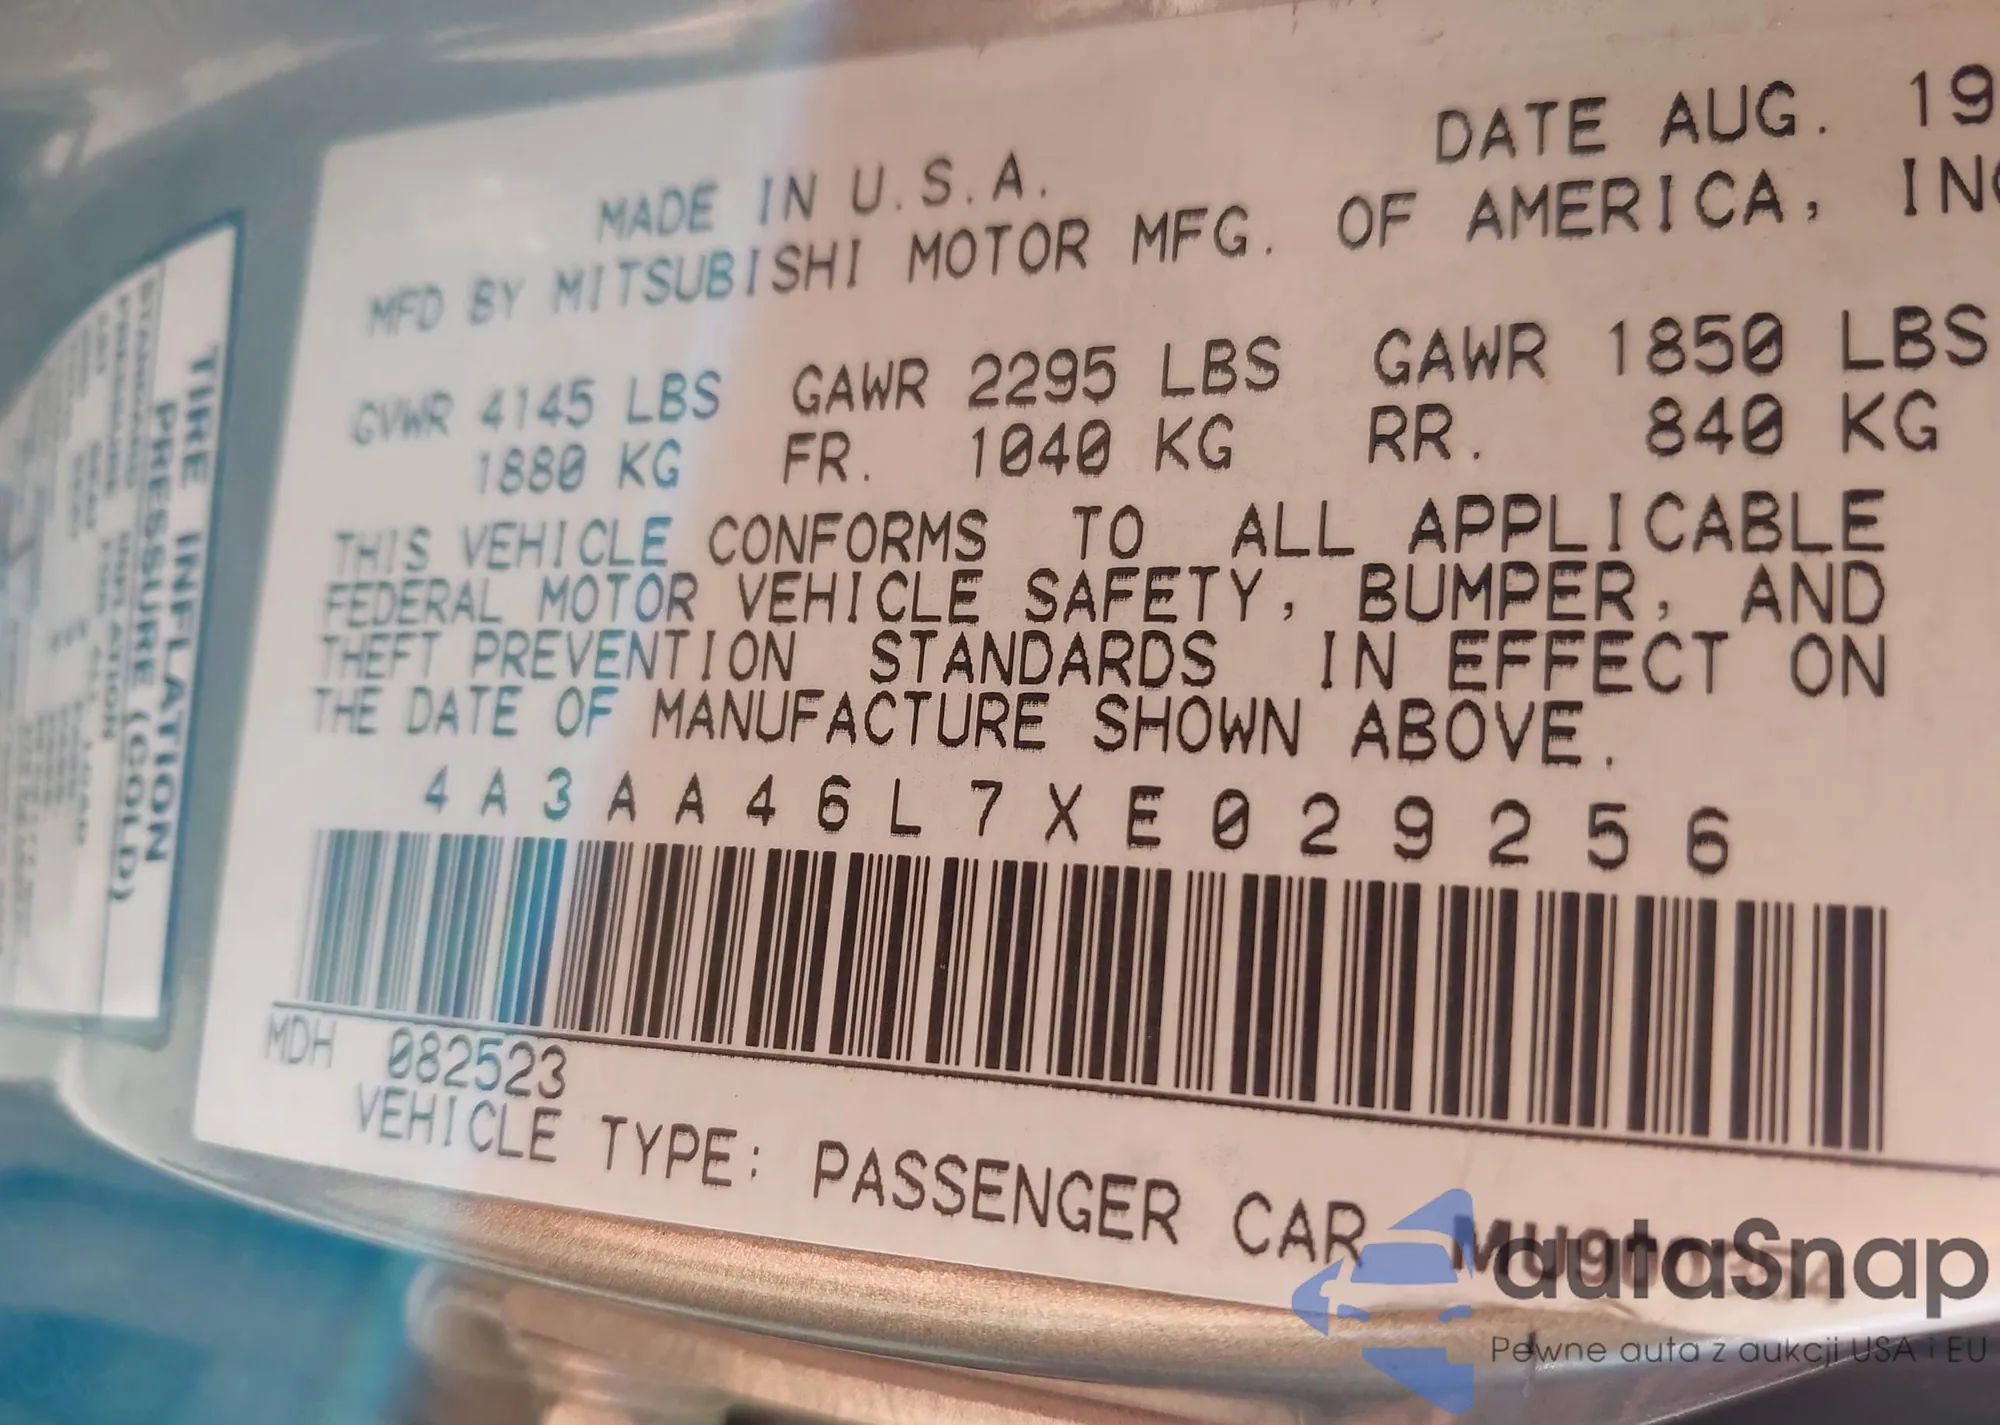 DATE AUG. 19
MADE IN U.S.A.
MFD BY MITSUBISHI MOTOR MFG. OF AMERICA, INC
GVWR 4145 LBS GAWR 2295 LBS GAWR 1850 LBS
1880 KG FR. 1040 KG RR. 840 KG
THIS VEHICLE CONFORMS TO ALL APPLICABLE
FEDERAL MOTOR VEHICLE SAFETY, BUMPER, AND
THEFT PREVENTION STANDARDS IN EFFECT ON
THE DATE OF MANUFACTURE SHOWN ABOVE.
4A3AA46L7XE029256
MDH 082523
VEHICLE TYPE: PASSENGER CAR
TIRE INFLATION
PRESSURE (COLD)
autaSnap
Pewne auta z aukcji USA i EU